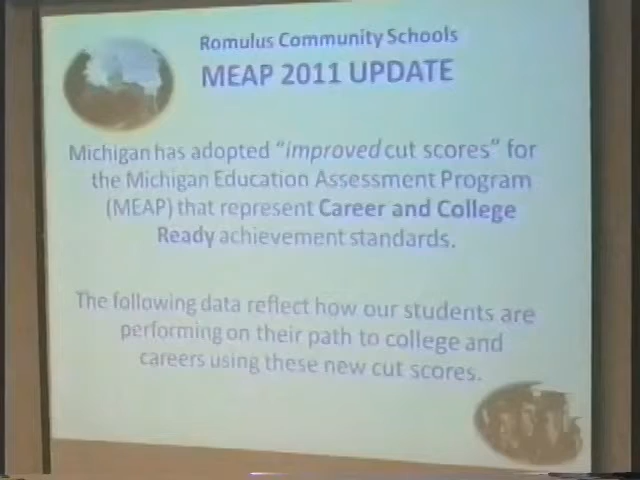 Romulus Community Schools
MEAP 2011 UPDATE
Michigan has adopted "improved cut scores" for
the Michigan Education Assessment Program
(MEAP) that represent Career and College
Ready achievement standards.
The following data reflect how our students are
performing on their path to college and
careers using these new cut scores.